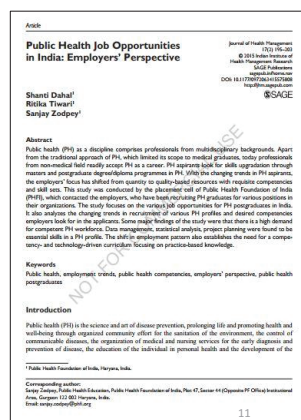 Article
Public Health Job Opportunities
in India: Employers' Perspective
Journal of Health Management
17(2) 195–203
© 2015 Indian Institute of
Health Management Research
SAGE Publications
sagepub.in/home.nav
DOI: 10.1177/0972063415575808
http://jhm.sagepub.com
SAGE
Shanti Dahal¹
Ritika Tiwari¹
Sanjay Zodpey¹
Abstract
Public health (PH) as a discipline comprises professionals from multidisciplinary backgrounds. Apart
from the traditional approach of PH, which limited its scope to medical graduates, today professionals
from non-medical field readily accept PH as a career. PH aspirants look for skills upgradation through
masters and postgraduate degree/diploma programmes in PH. With the changing trends in PH aspirants,
the employers' focus has shifted from quantity to quality-based resources with requisite competencies
and skill sets. This study was conducted by the placement cell of Public Health Foundation of India
(PHFI), which contacted the employers, who have been recruiting PH graduates for various positions in
their organizations. The study focuses on the various job opportunities for PH postgraduates in India.
It also analyzes the changing trends in recruitment of various PH profiles and desired competencies
employers look for in the applicants. Some major findings of the study were that there is a high demand
for competent PH workforce. Data management, statistical analysis, project planning were found to be
essential skills in a PH profile. The shift in employment pattern also establishes the need for a compe-
tency- and technology-driven curriculum focusing on practice-based knowledge.
Keywords
Public health, employment trends, public health competencies, employers' perspective, public health
postgraduates
NOT FOR COMMERCIAL USE
Introduction
Public health (PH) is the science and art of disease prevention, prolonging life and promoting health and
well-being through organized community effort for the sanitation of the environment, the control of
communicable diseases, the organization of medical and nursing services for the early diagnosis and
prevention of disease, the education of the individual in personal health and the development of the
¹ Public Health Foundation of India, Haryana, India.
Corresponding author:
Sanjay Zodpey, Public Health Education, Public Health Foundation of India, Plot 47, Sector 44 (Opposite PF Office) Institutional
Area, Gurgaon 122 002 Haryana, India.
Email: sanjay.zodpey@phfi.org
11